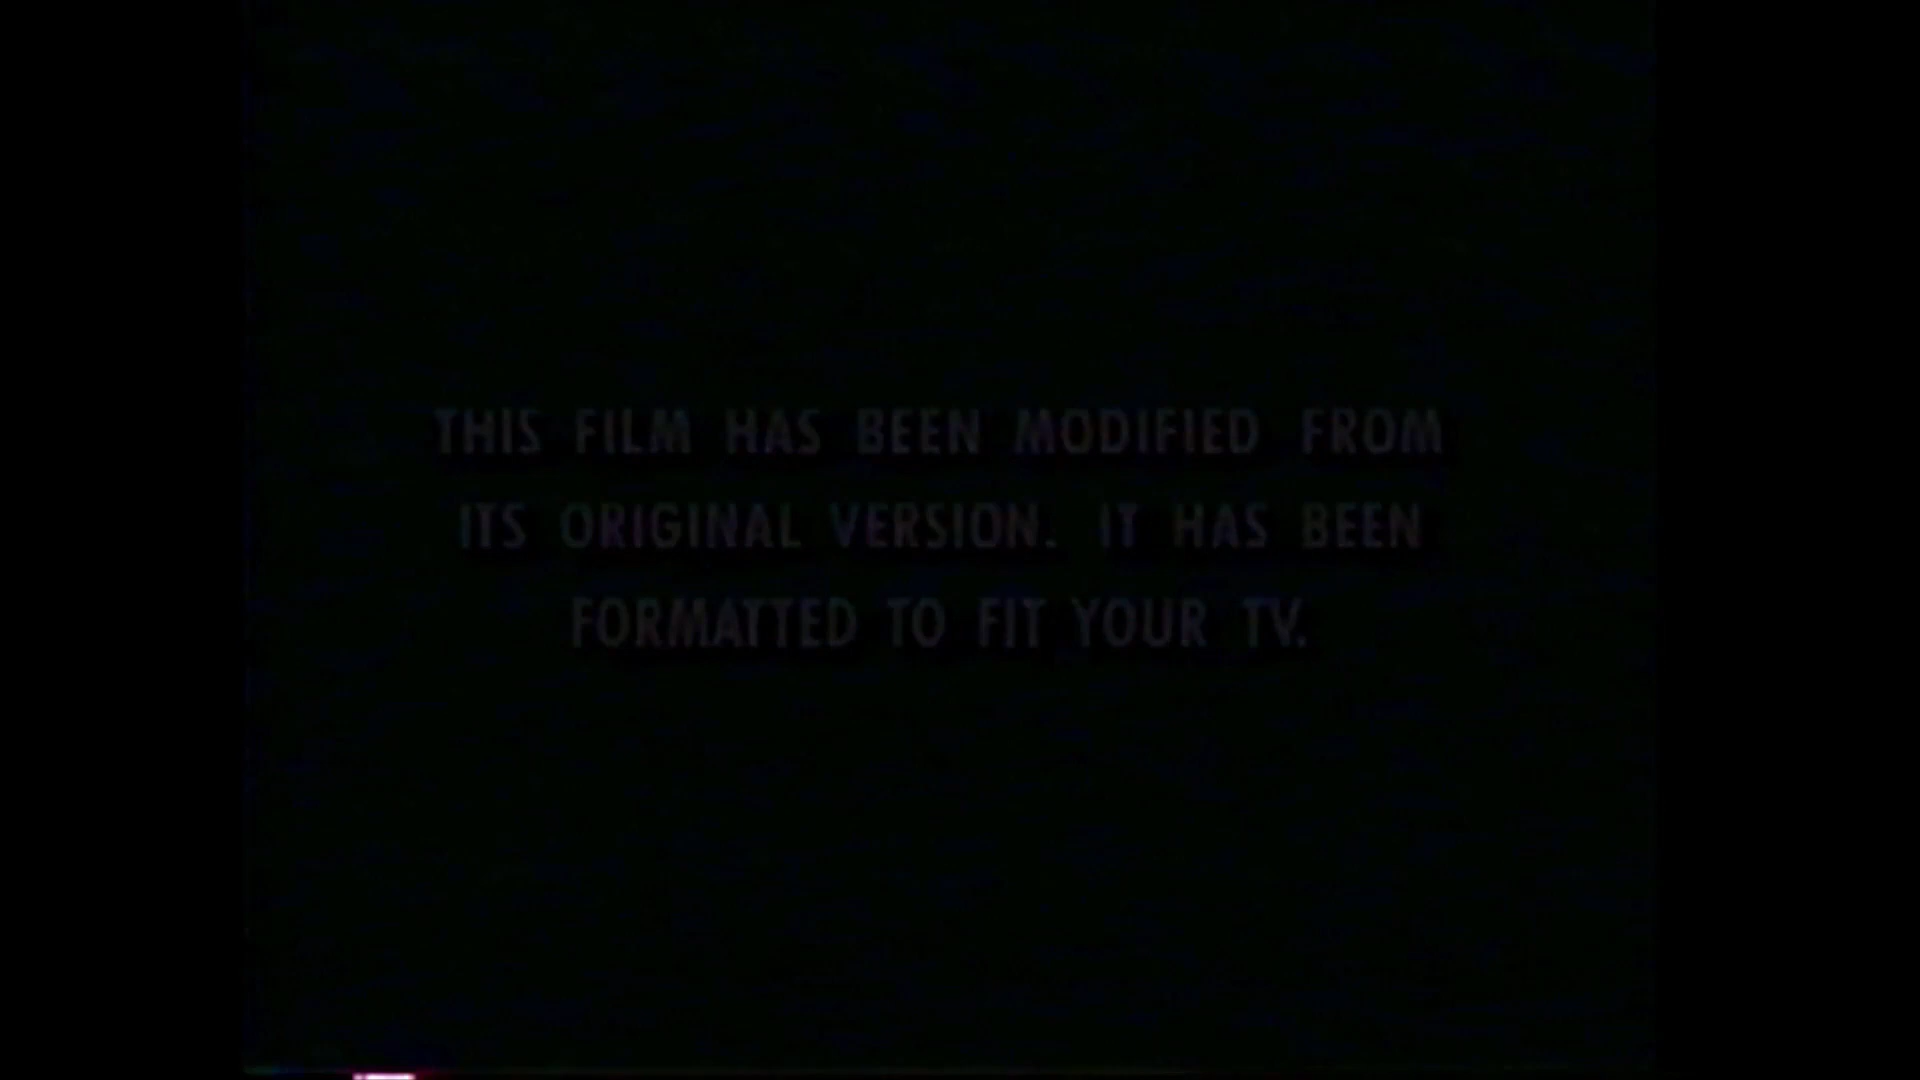 THIS FILM HAS BEEN MODIFIED FROM
ITS ORIGINAL VERSION. IT HAS BEEN
FORMATTED TO FIT YOUR TV.